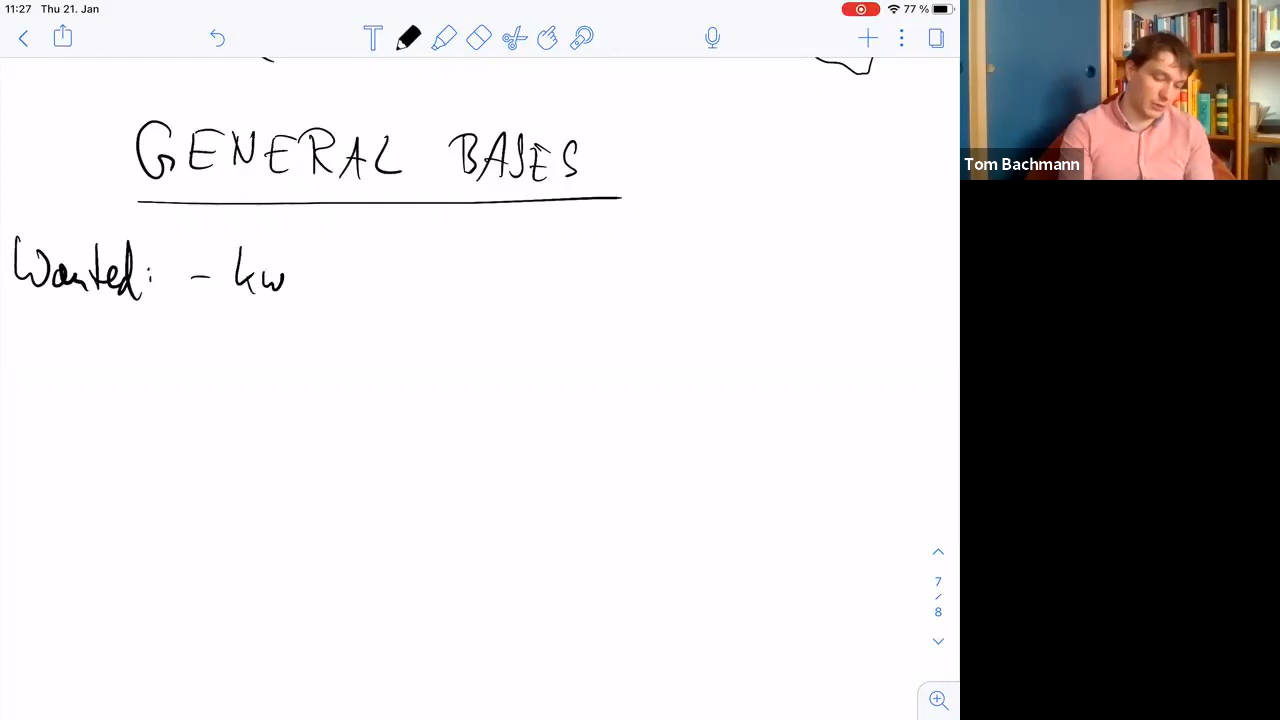 11:27 Thu 21. Jan 77 %
T
GENERAL BASES
Wanted: - kw
7
/
8
Tom Bachmann